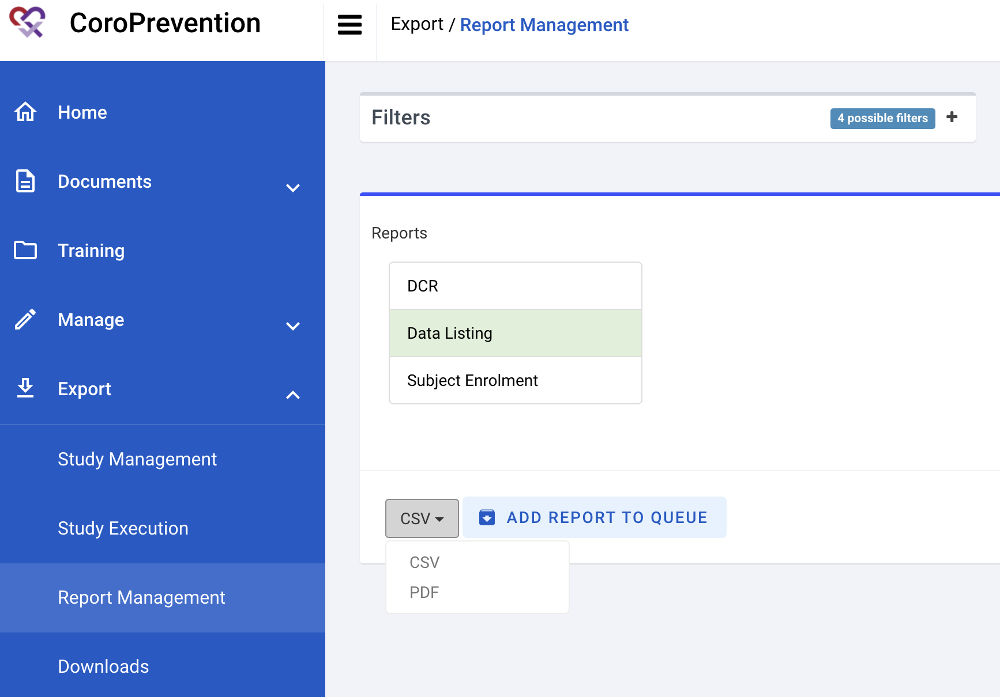 CoroPrevention
Export / Report Management
Home
Documents
Training
Manage
Export
Study Management
Study Execution
Report Management
Downloads
Filters
4 possible filters
Reports
DCR
Data Listing
Subject Enrolment
CSV
ADD REPORT TO QUEUE
CSV
PDF